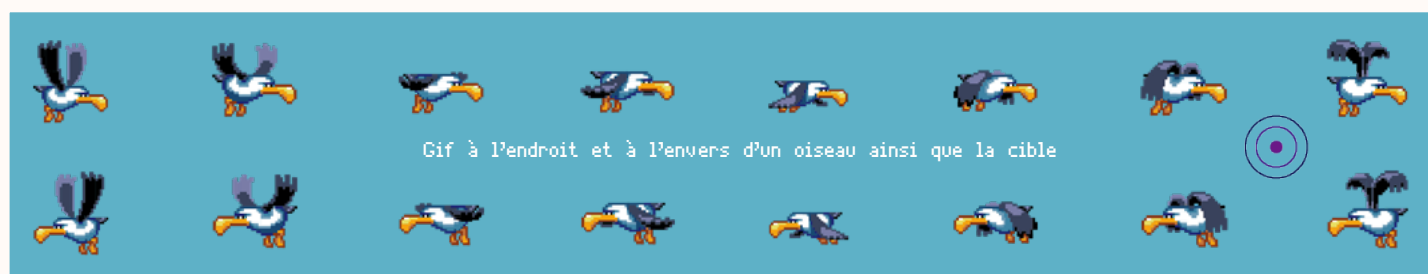 Gif à l'endroit et à l'envers d'un oiseau ainsi que la cible